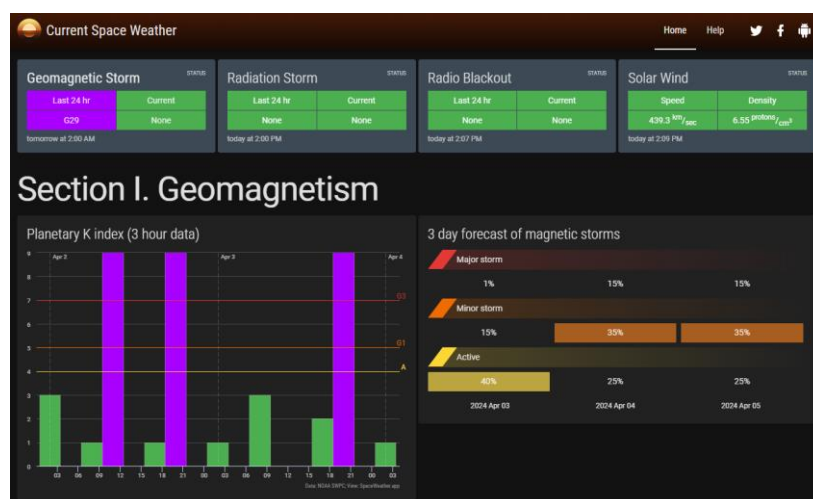 Current Space Weather
Home Help
Geomagnetic Storm STATUS
Last 24 hr Current
G29 None
tomorrow at 2:00 AM
Radiation Storm STATUS
Last 24 hr Current
None None
today at 2:00 PM
Radio Blackout STATUS
Last 24 hr Current
None None
today at 2:07 PM
Solar Wind STATUS
Speed Density
439.3 km/sec 6.55 protons/cm³
today at 2:09 PM
Section I. Geomagnetism
Planetary K index (3 hour data)
Apr 2 Apr 3 Apr 4
9
8
7 G3
6
5 G1
4 A
3
2
1
0
03 06 09 12 15 18 21 00 03 06 09 12 15 18 21 00 03
Data: NOAA SWPC; View: SpaceWeather app
3 day forecast of magnetic storms
Major storm
1% 15% 15%
Minor storm
15% 35% 35%
Active
40% 25% 25%
2024 Apr 03 2024 Apr 04 2024 Apr 05